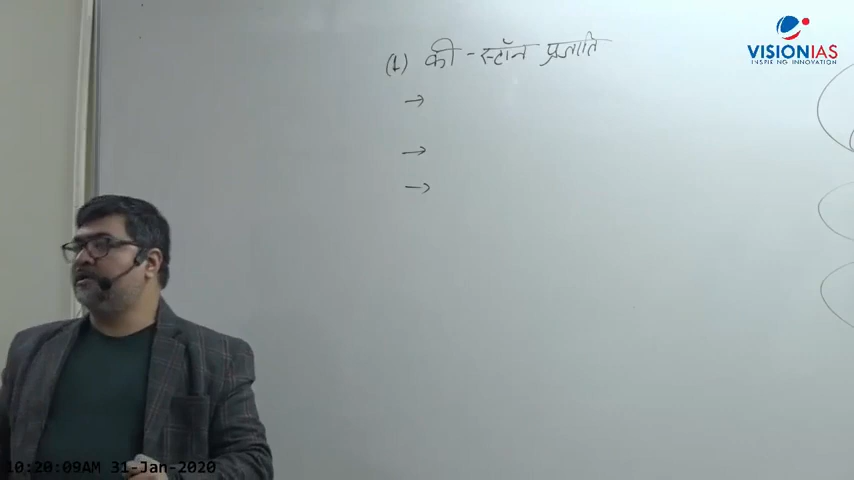 VISIONIAS
INSPIRING INNOVATION
(1) की-स्टॉन प्रजाति
→
→
→
10:20:09AM 31-Jan-2020